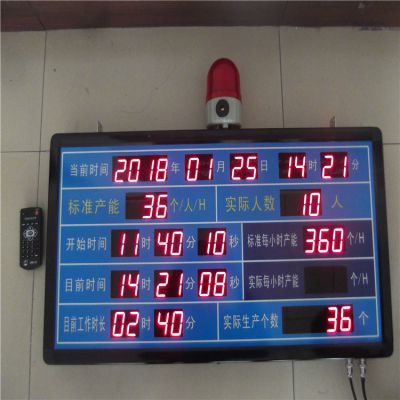 当前时间 2018 年 01 月 25 日 14 时 21 分
标准产能 36 个/人/H 实际人数 10 人
开始时间 11 时 40 分 10 秒 标准每小时产能 360 个/H
目前时间 14 时 21 分 08 秒 实际每小时产能 个/H
目前工作时长 02 时 40 分 实际生产个数 36 个